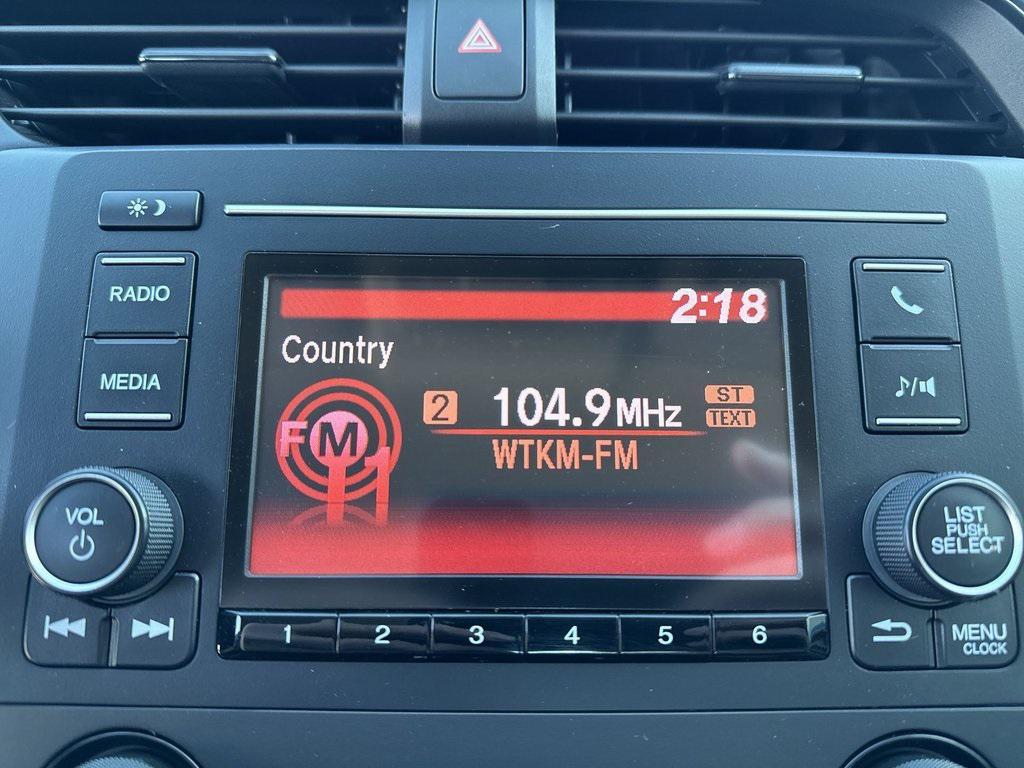 RADIO
MEDIA
2:18
Country
FM1
2 104.9MHz ST
TEXT
WTKM-FM
VOL
LIST
PUSH
SELECT
1 2 3 4 5 6
MENU
CLOCK